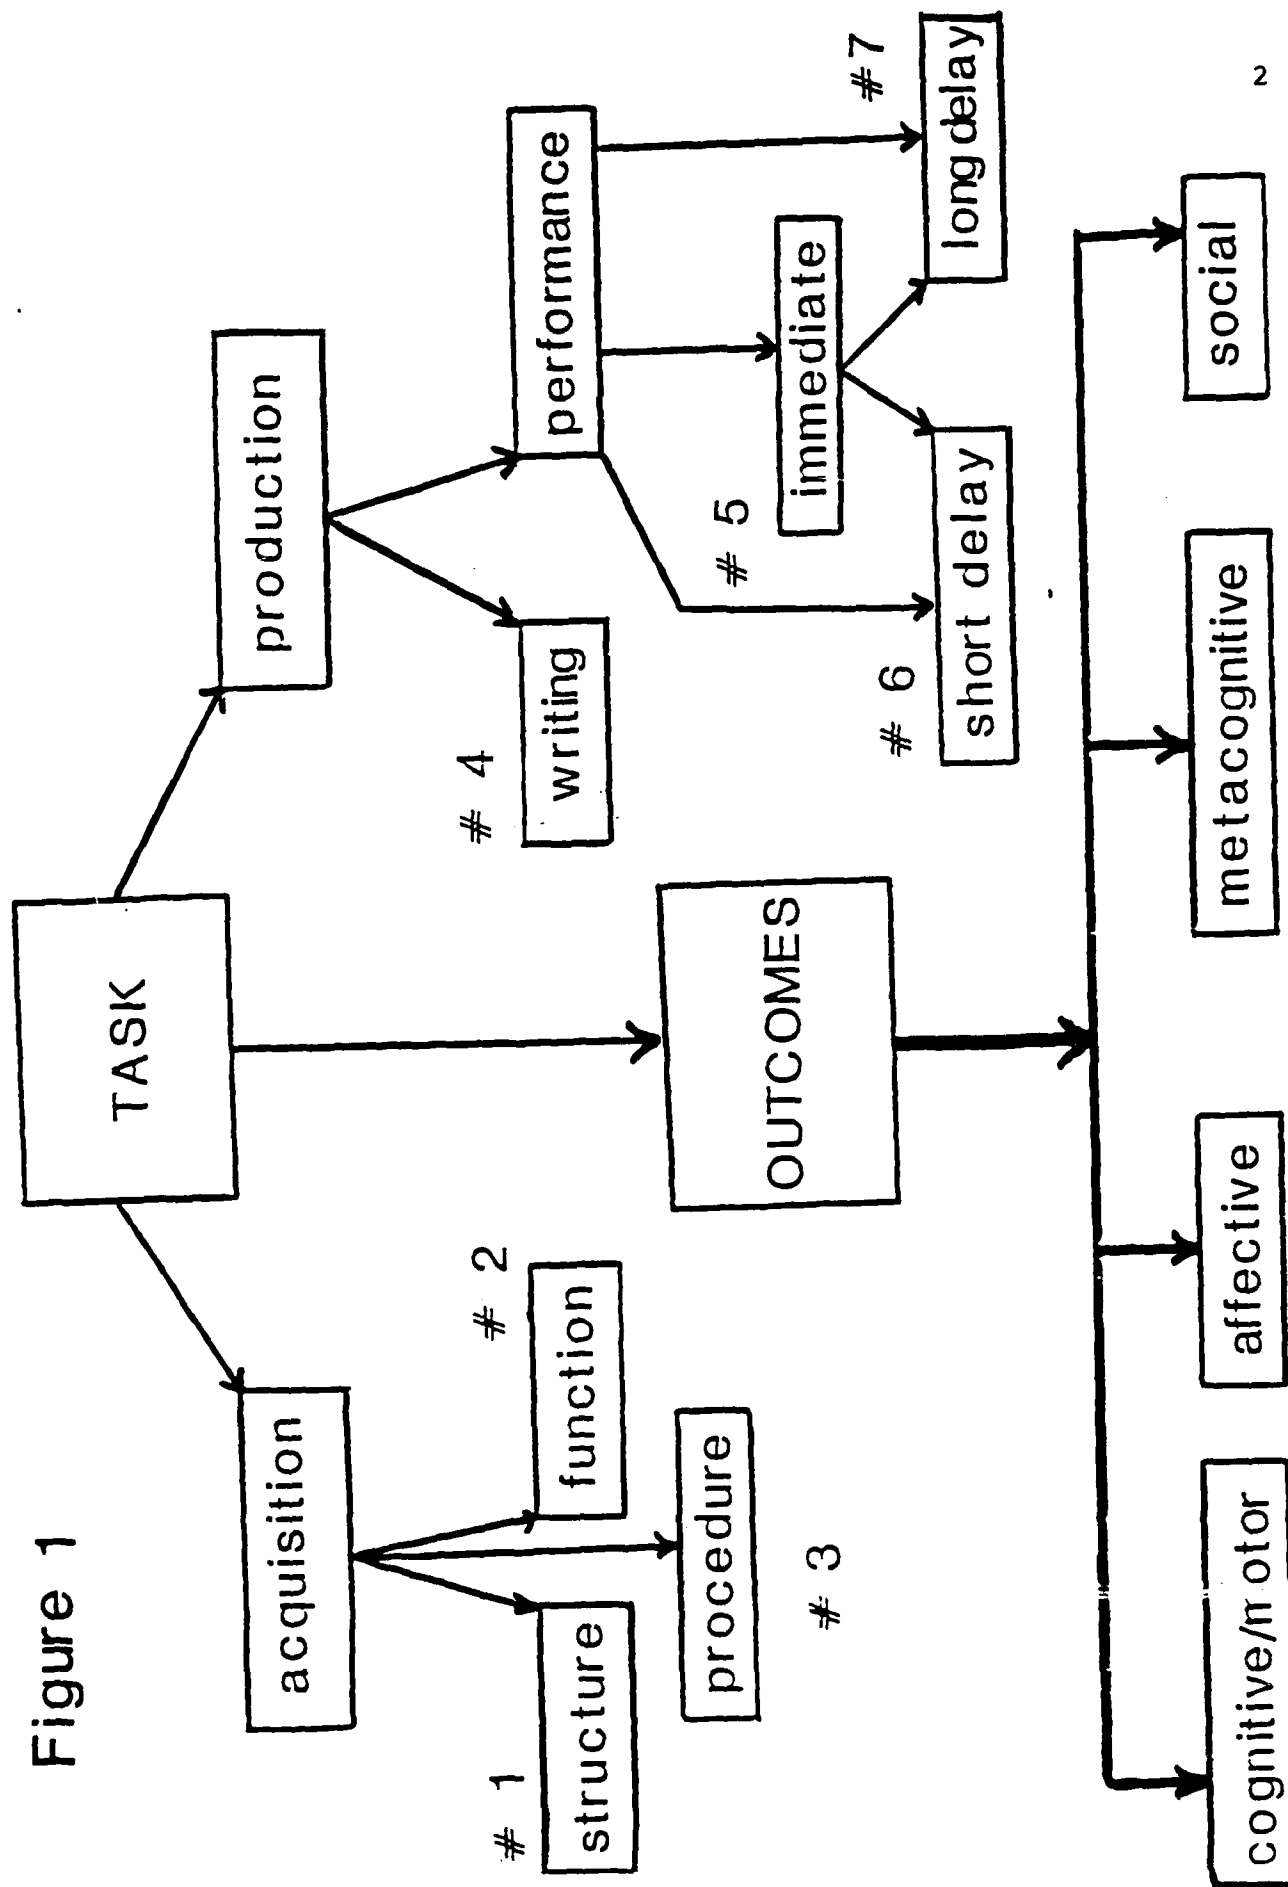 Figure 1
TASK
acquisition
production
# 1
structure
# 2
function
procedure
# 3
# 4
writing
performance
# 5
immediate
# 6
short delay
# 7
long delay
OUTCOMES
cognitive/motor
affective
metacognitive
social
2